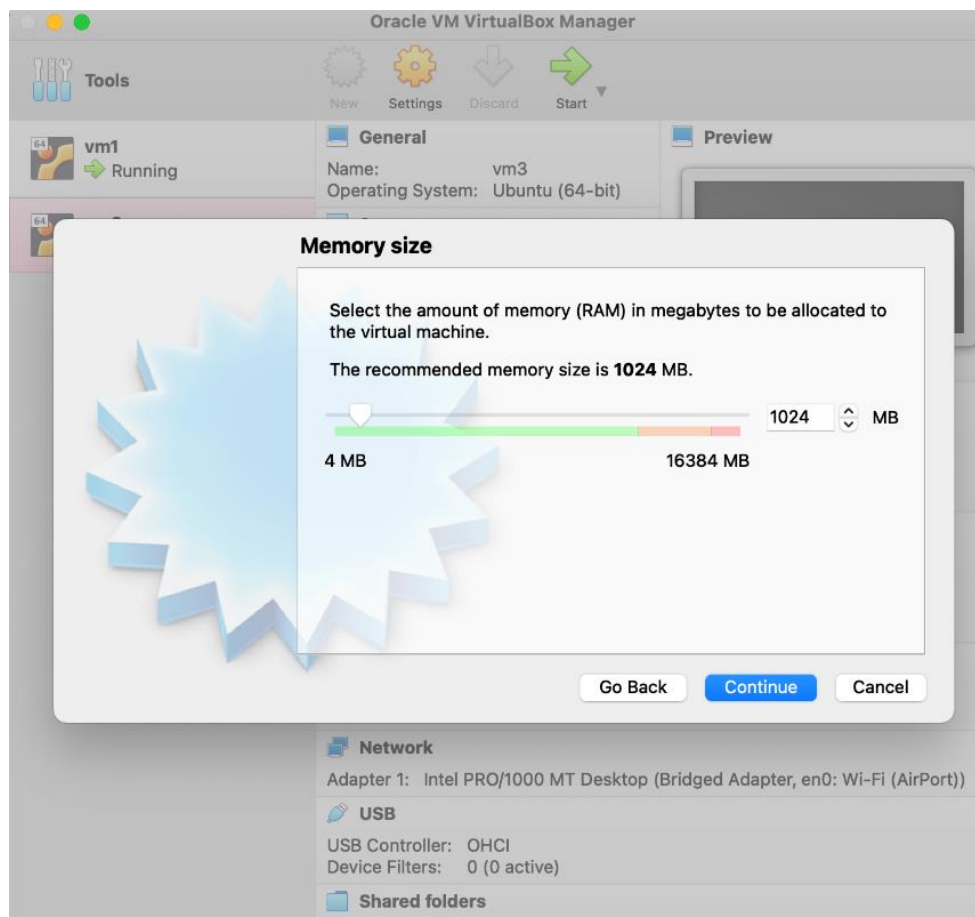 Oracle VM VirtualBox Manager
Tools
New
Settings
Discard
Start
64
vm1
Running
64
General
Name: vm3
Operating System: Ubuntu (64-bit)
Preview
Memory size
Select the amount of memory (RAM) in megabytes to be allocated to
the virtual machine.
The recommended memory size is 1024 MB.
1024 MB
4 MB
16384 MB
Go Back
Continue
Cancel
Network
Adapter 1: Intel PRO/1000 MT Desktop (Bridged Adapter, en0: Wi-Fi (AirPort))
USB
USB Controller: OHCI
Device Filters: 0 (0 active)
Shared folders